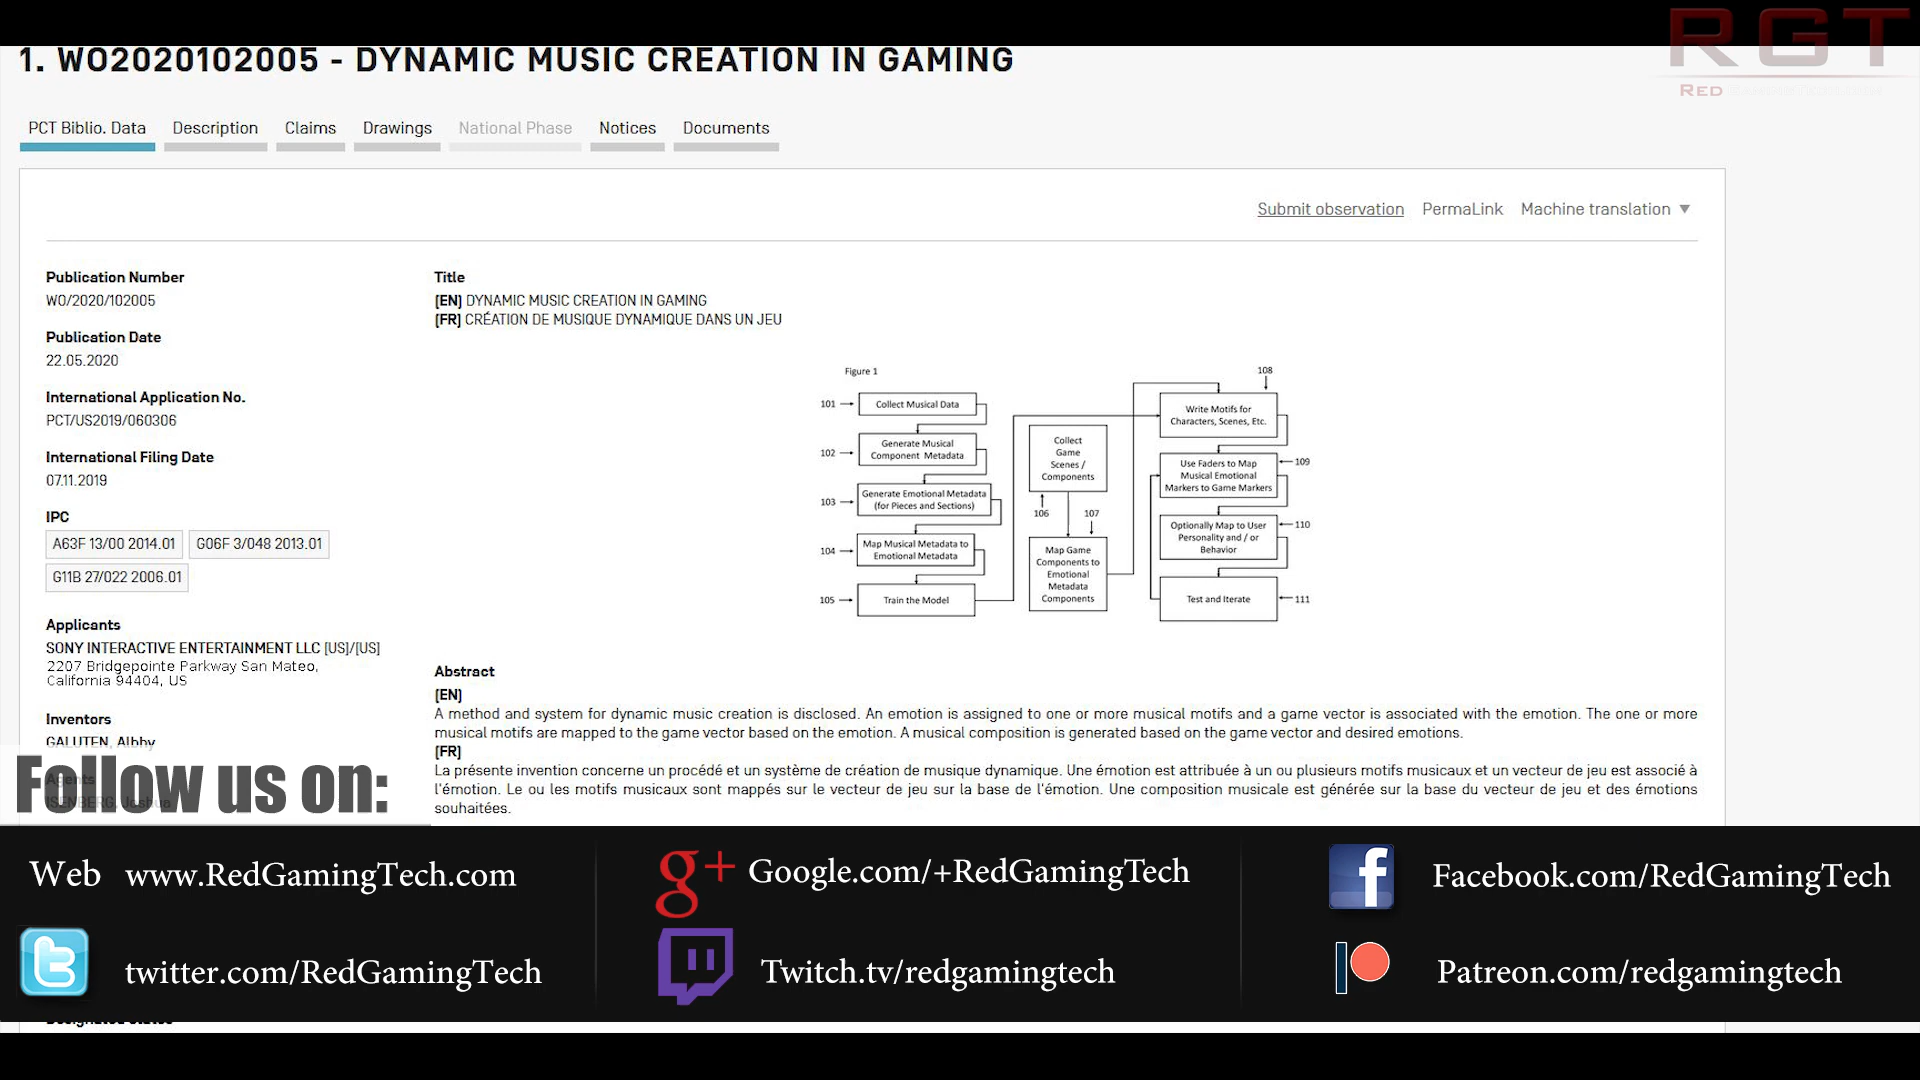 RGT
RED
1. WO2020102005 - DYNAMIC MUSIC CREATION IN GAMING
PCT Biblio. Data Description Claims Drawings National Phase Notices Documents
Submit observation PermaLink Machine translation
Publication Number
WO/2020/102005
Publication Date
22.05.2020
International Application No.
PCT/US2019/060306
International Filing Date
07.11.2019
IPC
A63F 13/00 2014.01 G06F 3/048 2013.01
G11B 27/022 2006.01
Applicants
SONY INTERACTIVE ENTERTAINMENT LLC [US]/[US]
2207 Bridgepointe Parkway San Mateo,
California 94404, US
Inventors
GALUTEN, Albby
Agents
ISENBERG, Joshua
Title
[EN] DYNAMIC MUSIC CREATION IN GAMING
[FR] CRÉATION DE MUSIQUE DYNAMIQUE DANS UN JEU
Figure 1
101
Collect Musical Data
102
Generate Musical
Component Metadata
103
Generate Emotional Metadata
(for Pieces and Sections)
104
Map Musical Metadata to
Emotional Metadata
105
Train the Model
Collect
Game
Scenes /
Components
106
107
Map Game
Components to
Emotional
Metadata
Components
108
Write Motifs for
Characters, Scenes, Etc.
Use Faders to Map
Musical Emotional
Markers to Game Markers
109
Optionally Map to User
Personality and / or
Behavior
110
Test and Iterate
111
Abstract
[EN]
A method and system for dynamic music creation is disclosed. An emotion is assigned to one or more musical motifs and a game vector is associated with the emotion. The one or more
musical motifs are mapped to the game vector based on the emotion. A musical composition is generated based on the game vector and desired emotions.
[FR]
La présente invention concerne un procédé et un système de création de musique dynamique. Une émotion est attribuée à un ou plusieurs motifs musicaux et un vecteur de jeu est associé à
l'émotion. Le ou les motifs musicaux sont mappés sur le vecteur de jeu sur la base de l'émotion. Une composition musicale est générée sur la base du vecteur de jeu et des émotions
souhaitées.
Follow us on:
Web www.RedGamingTech.com
Google.com/+RedGamingTech
Facebook.com/RedGamingTech
twitter.com/RedGamingTech
Twitch.tv/redgamingtech
Patreon.com/redgamingtech